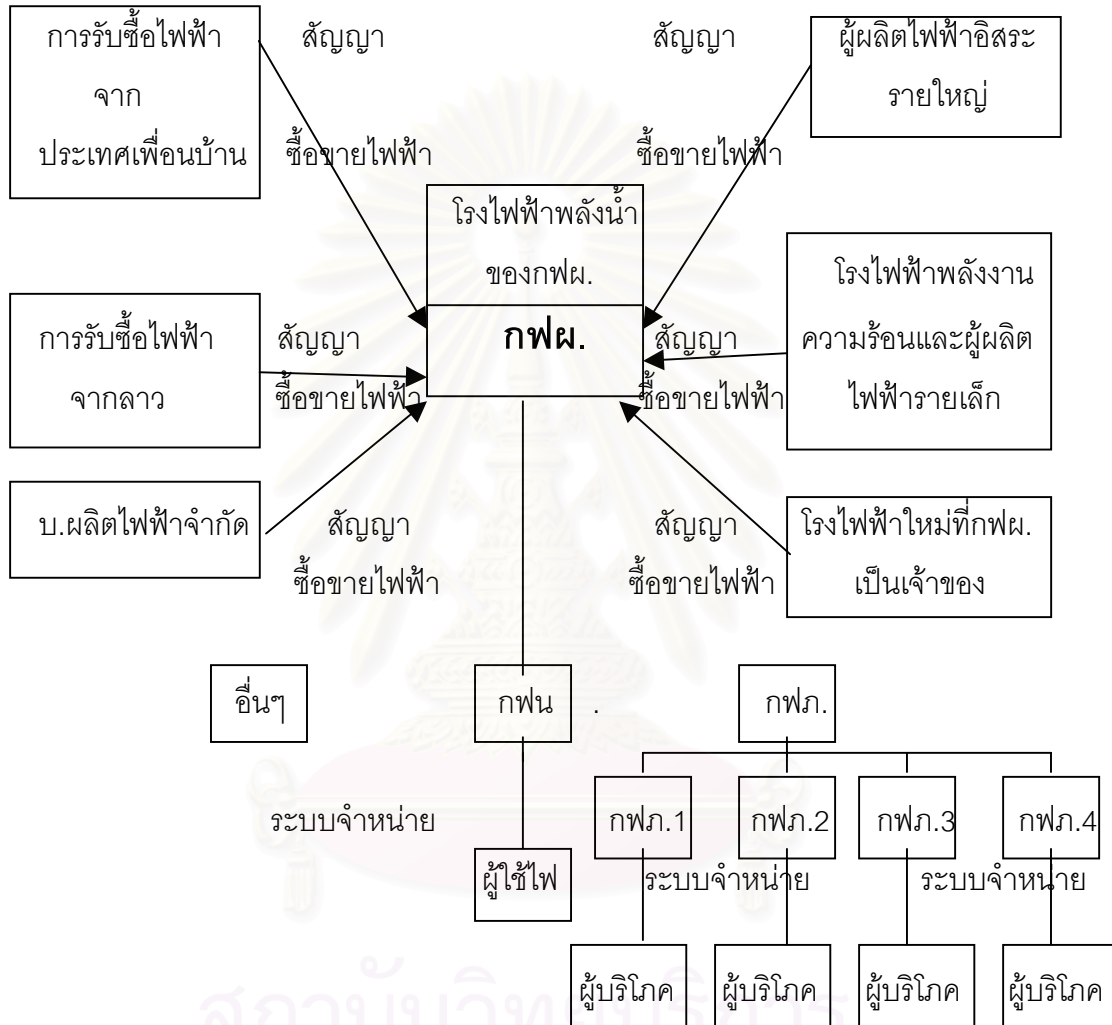 การรับซื้อไฟฟ้า
จาก
ประเทศเพื่อนบ้าน
สัญญา
ซื้อขายไฟฟ้า
สัญญา
ซื้อขายไฟฟ้า
ผู้ผลิตไฟฟ้าอิสระ
รายใหญ่
โรงไฟฟ้าพลังน้ำ
ของกฟผ.
กฟผ.
การรับซื้อไฟฟ้า
จากลาว
สัญญา
ซื้อขายไฟฟ้า
สัญญา
ซื้อขายไฟฟ้า
โรงไฟฟ้าพลังงาน
ความร้อนและผู้ผลิต
ไฟฟ้ารายเล็ก
บ.ผลิตไฟฟ้าจำกัด
สัญญา
ซื้อขายไฟฟ้า
สัญญา
ซื้อขายไฟฟ้า
โรงไฟฟ้าใหม่ที่กฟผ.
เป็นเจ้าของ
อื่นๆ
กฟน .
กฟภ.
กฟภ.1
กฟภ.2
กฟภ.3
กฟภ.4
ระบบจำหน่าย
ผู้ใช้ไฟ
ระบบจำหน่าย
ระบบจำหน่าย
ผู้บริโภค
ผู้บริโภค
ผู้บริโภค
ผู้บริโภค
สถาบันวิทยบริการ